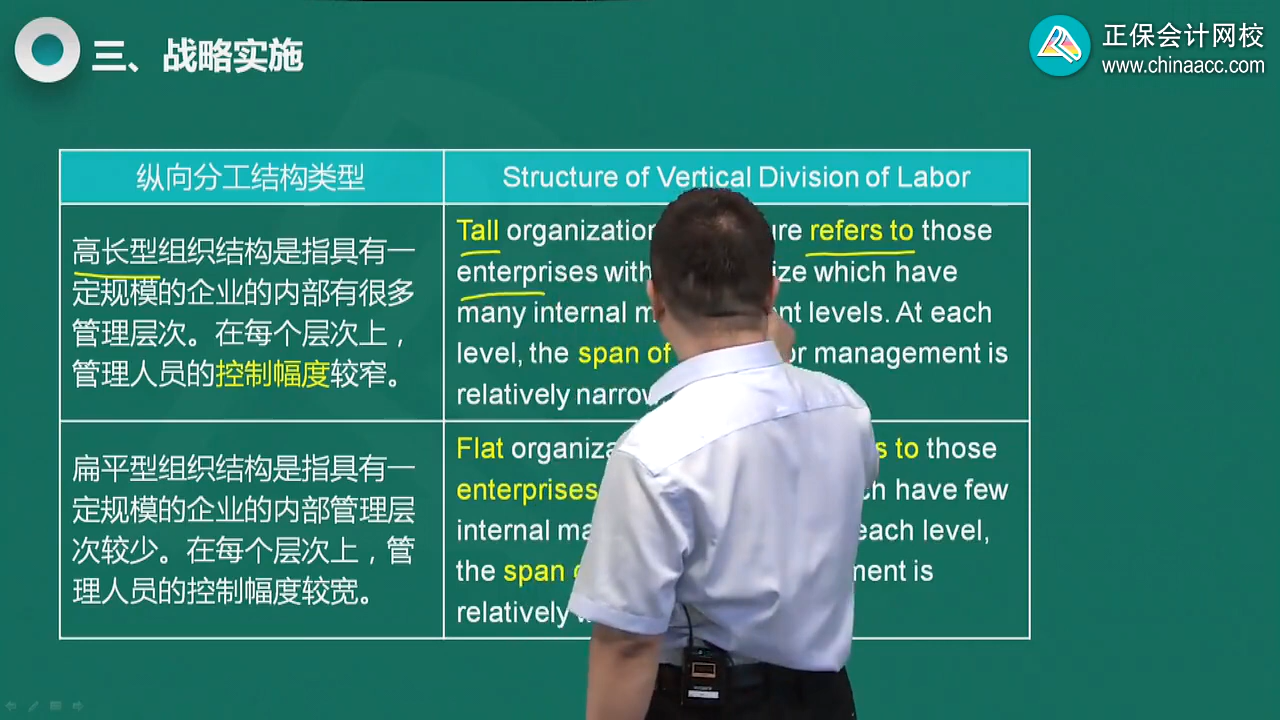 三、战略实施
正保会计网校
www.chinaacc.com
纵向分工结构类型
Structure of Vertical Division of Labor
高长型组织结构是指具有一
定规模的企业的内部有很多
管理层次。在每个层次上，
管理人员的控制幅度较窄。
Tall organization ure refers to those
enterprises with ize which have
many internal m nt levels. At each
level, the span of or management is
relatively narrow.
扁平型组织结构是指具有一
定规模的企业的内部管理层
次较少。在每个层次上，管
理人员的控制幅度较宽。
Flat organiza s to those
enterprises ch have few
internal ma each level,
the span ment is
relatively